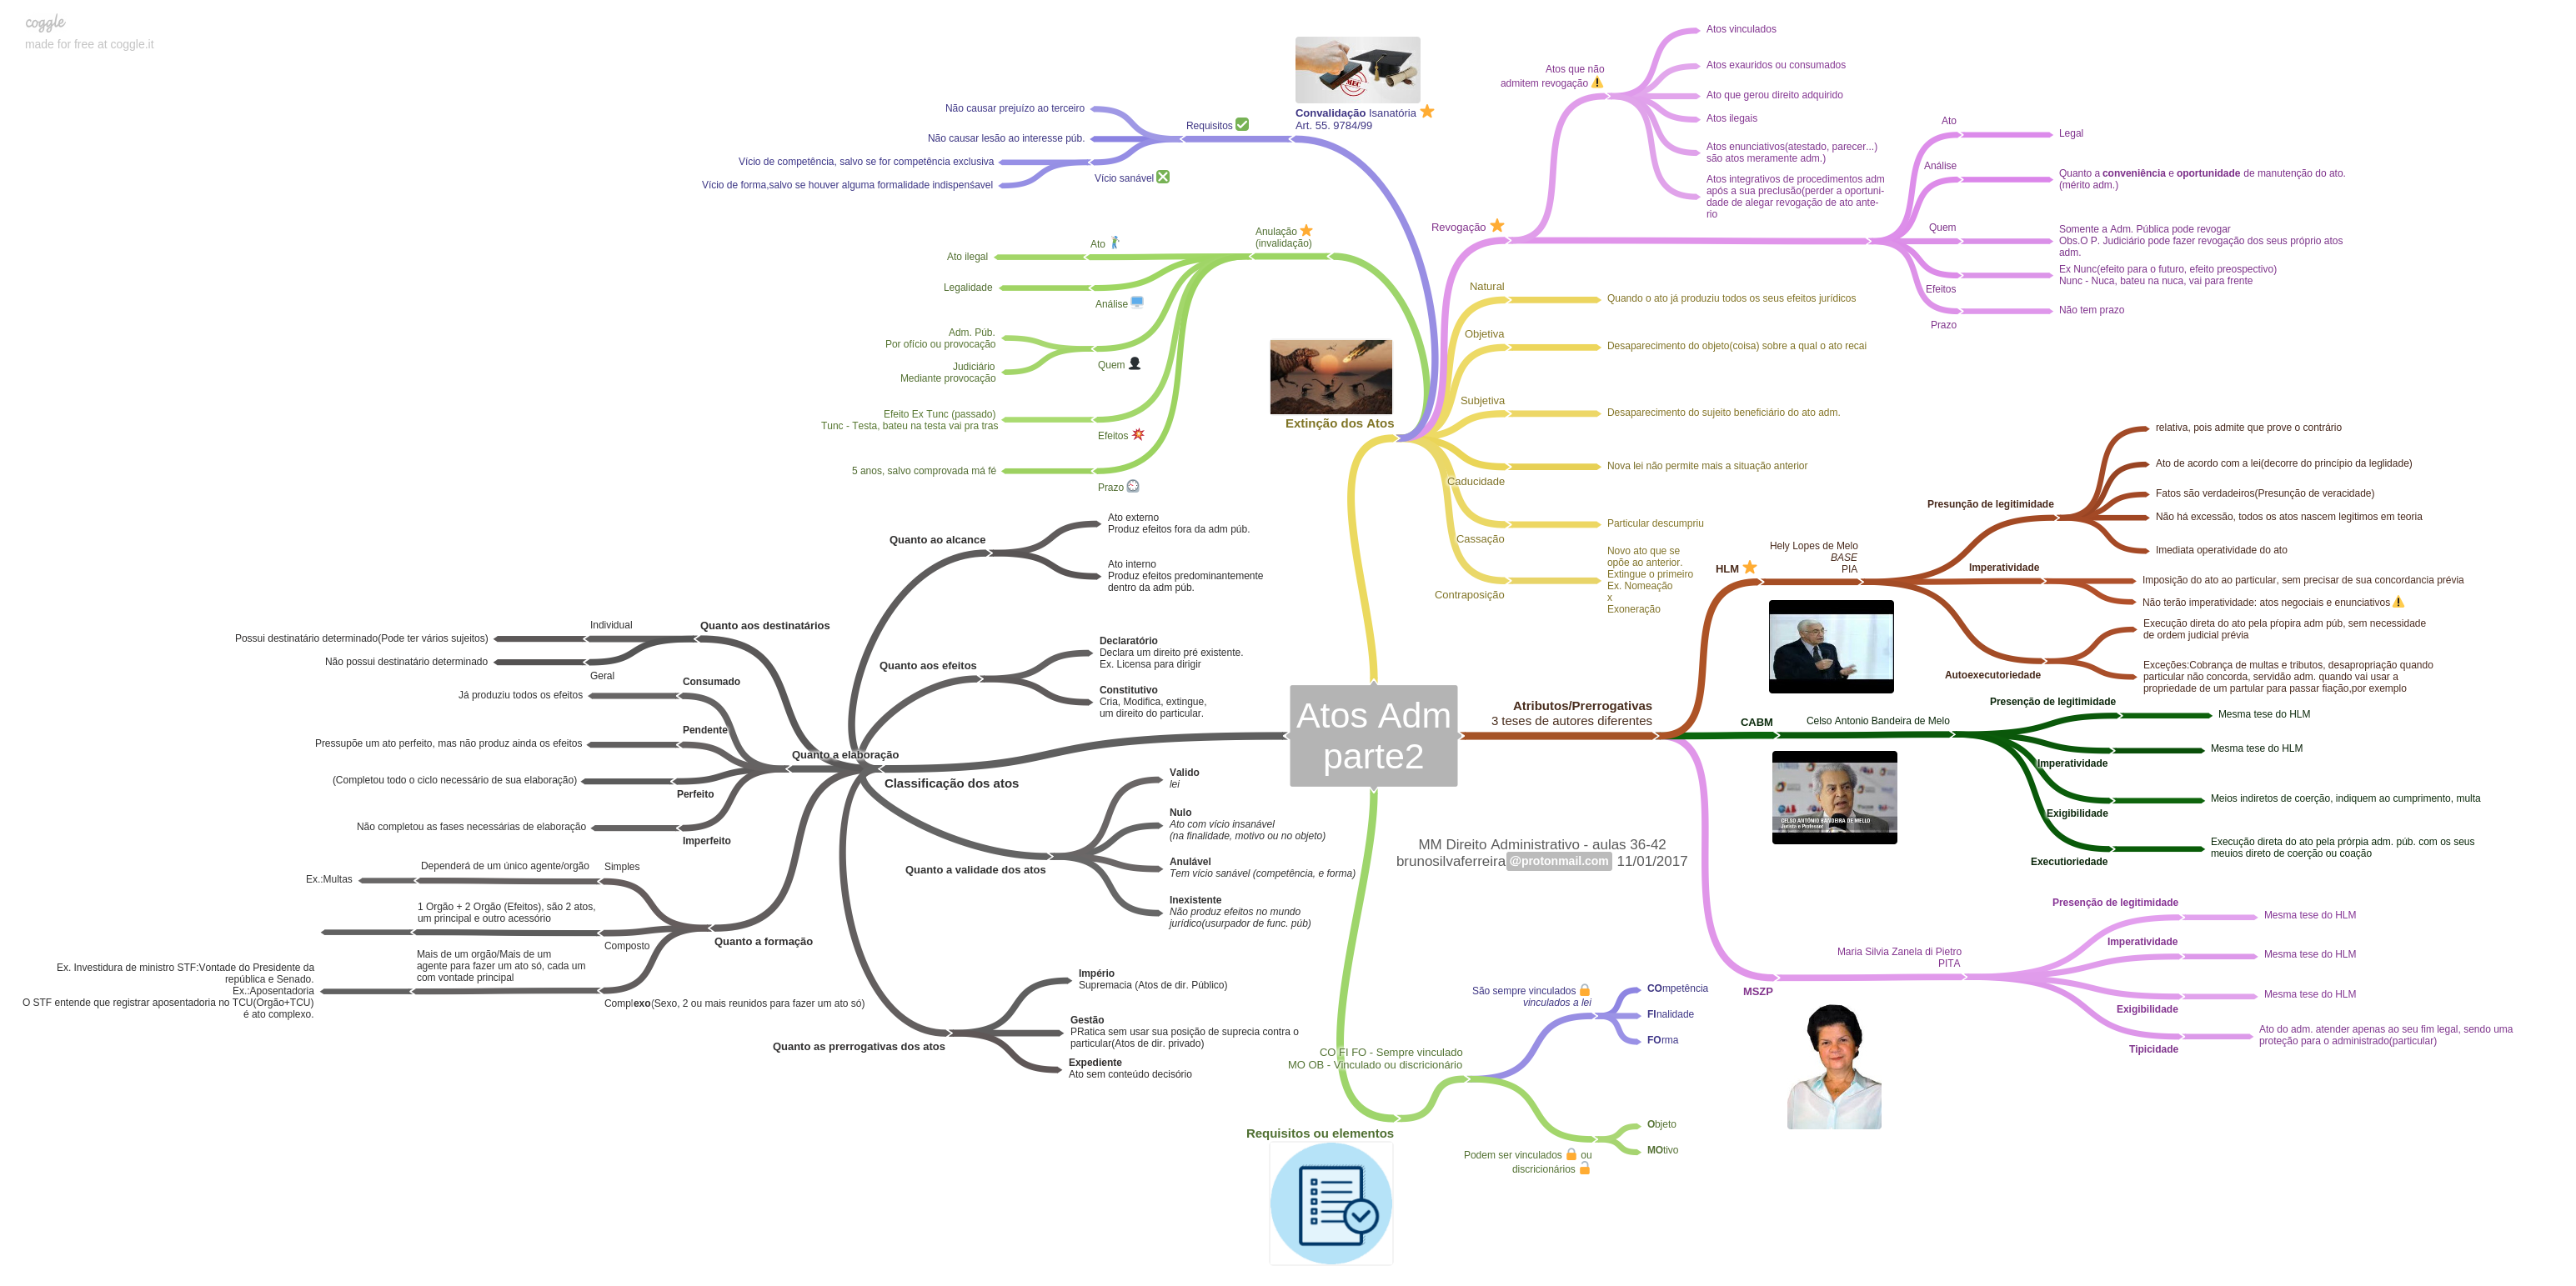 coggle
made for free at coggle.it
Atos Adm
parte2
MM Direito Administrativo - aulas 36-42
brunosilvaferreira@protonmail.com 11/01/2017
Extinção dos Atos
Convalidação Isanatória
Art. 55. 9784/99
MEC
Requisitos
Não causar prejuízo ao terceiro
Não causar lesão ao interesse púb.
Vício sanável
Vício de competência, salvo se for competência exclusiva
Vício de forma,salvo se houver alguma formalidade indispenśavel
Anulação
(invalidação)
Ato
Ato ilegal
Análise
Legalidade
Quem
Adm. Púb.
Por ofício ou provocação
Judiciário
Mediante provocação
Efeitos
Efeito Ex Tunc (passado)
Tunc - Testa, bateu na testa vai pra tras
Prazo
5 anos, salvo comprovada má fé
Revogação
Atos que não
admitem revogação
Atos vinculados
Atos exauridos ou consumados
Ato que gerou direito adquirido
Atos ilegais
Atos enunciativos(atestado, parecer...)
são atos meramente adm.)
Atos integrativos de procedimentos adm
após a sua preclusão(perder a oportuni-
dade de alegar revogação de ato ante-
rio
Ato
Legal
Análise
Quanto a conveniência e oportunidade de manutenção do ato.
(mérito adm.)
Quem
Somente a Adm. Pública pode revogar
Obs.O P. Judiciário pode fazer revogação dos seus próprio atos
adm.
Efeitos
Ex Nunc(efeito para o futuro, efeito preospectivo)
Nunc - Nuca, bateu na nuca, vai para frente
Prazo
Não tem prazo
Natural
Quando o ato já produziu todos os seus efeitos jurídicos
Objetiva
Desaparecimento do objeto(coisa) sobre a qual o ato recai
Subjetiva
Desaparecimento do sujeito beneficiário do ato adm.
Caducidade
Nova lei não permite mais a situação anterior
Cassação
Particular descumpriu
Contraposição
Novo ato que se
opõe ao anterior.
Extingue o primeiro
Ex. Nomeação
x
Exoneração
Atributos/Prerrogativas
3 teses de autores diferentes
HLM
Hely Lopes de Melo
BASE
PIA
Presunção de legitimidade
relativa, pois admite que prove o contrário
Ato de acordo com a lei(decorre do princípio da leglidade)
Fatos são verdadeiros(Presunção de veracidade)
Não há excessão, todos os atos nascem legitimos em teoria
Imediata operatividade do ato
Imperatividade
Imposição do ato ao particular, sem precisar de sua concordancia prévia
Não terão imperatividade: atos negociais e enunciativos
Autoexecutoriedade
Execução direta do ato pela pŕopira adm púb, sem necessidade
de ordem judicial prévia
Exceções:Cobrança de multas e tributos, desapropriação quando
particular não concorda, servidão adm. quando vai usar a
propriedade de um partular para passar fiação,por exemplo
CABM
Celso Antonio Bandeira de Melo
CELSO ANTÔNIO BANDEIRA DE MELLO
Jurista e Professor
Presenção de legitimidade
Mesma tese do HLM
Imperatividade
Mesma tese do HLM
Exigibilidade
Meios indiretos de coerção, indiquem ao cumprimento, multa
Executioriedade
Execução direta do ato pela prórpia adm. púb. com os seus
meuios direto de coerção ou coação
MSZP
Maria Silvia Zanela di Pietro
PITA
Presenção de legitimidade
Mesma tese do HLM
Imperatividade
Mesma tese do HLM
Exigibilidade
Mesma tese do HLM
Tipicidade
Ato do adm. atender apenas ao seu fim legal, sendo uma
proteção para o administrado(particular)
Requisitos ou elementos
CO FI FO - Sempre vinculado
MO OB - Vinculado ou discricionário
São sempre vinculados
vinculados a lei
COmpetência
FInalidade
FOrma
Podem ser vinculados ou
discricionários
Objeto
MOtivo
Classificação dos atos
Quanto ao alcance
Ato externo
Produz efeitos fora da adm púb.
Ato interno
Produz efeitos predominantemente
dentro da adm púb.
Quanto aos efeitos
Declaratório
Declara um direito pré existente.
Ex. Licensa para dirigir
Constitutivo
Cria, Modifica, extingue,
um direito do particular.
Quanto aos destinatários
Individual
Possui destinatário determinado(Pode ter vários sujeitos)
Geral
Não possui destinatário determinado
Quanto a elaboração
Consumado
Já produziu todos os efeitos
Pendente
Pressupõe um ato perfeito, mas não produz ainda os efeitos
Perfeito
(Completou todo o ciclo necessário de sua elaboração)
Imperfeito
Não completou as fases necessárias de elaboração
Quanto a formação
Simples
Dependerá de um único agente/orgão
Ex.:Multas
Composto
1 Orgão + 2 Orgão (Efeitos), são 2 atos,
um principal e outro acessório
Complexo(Sexo, 2 ou mais reunidos para fazer um ato só)
Mais de um orgão/Mais de um
agente para fazer um ato só, cada um
com vontade principal
Ex. Investidura de ministro STF:Vontade do Presidente da
república e Senado.
Ex.:Aposentadoria
O STF entende que registrar aposentadoria no TCU(Orgão+TCU)
é ato complexo.
Quanto a validade dos atos
Valido
lei
Nulo
Ato com vício insanável
(na finalidade, motivo ou no objeto)
Anulável
Tem vício sanável (competência, e forma)
Inexistente
Não produz efeitos no mundo
jurídico(usurpador de func. púb)
Quanto as prerrogativas dos atos
Império
Supremacia (Atos de dir. Público)
Gestão
PRatica sem usar sua posição de suprecia contra o
particular(Atos de dir. privado)
Expediente
Ato sem conteúdo decisório